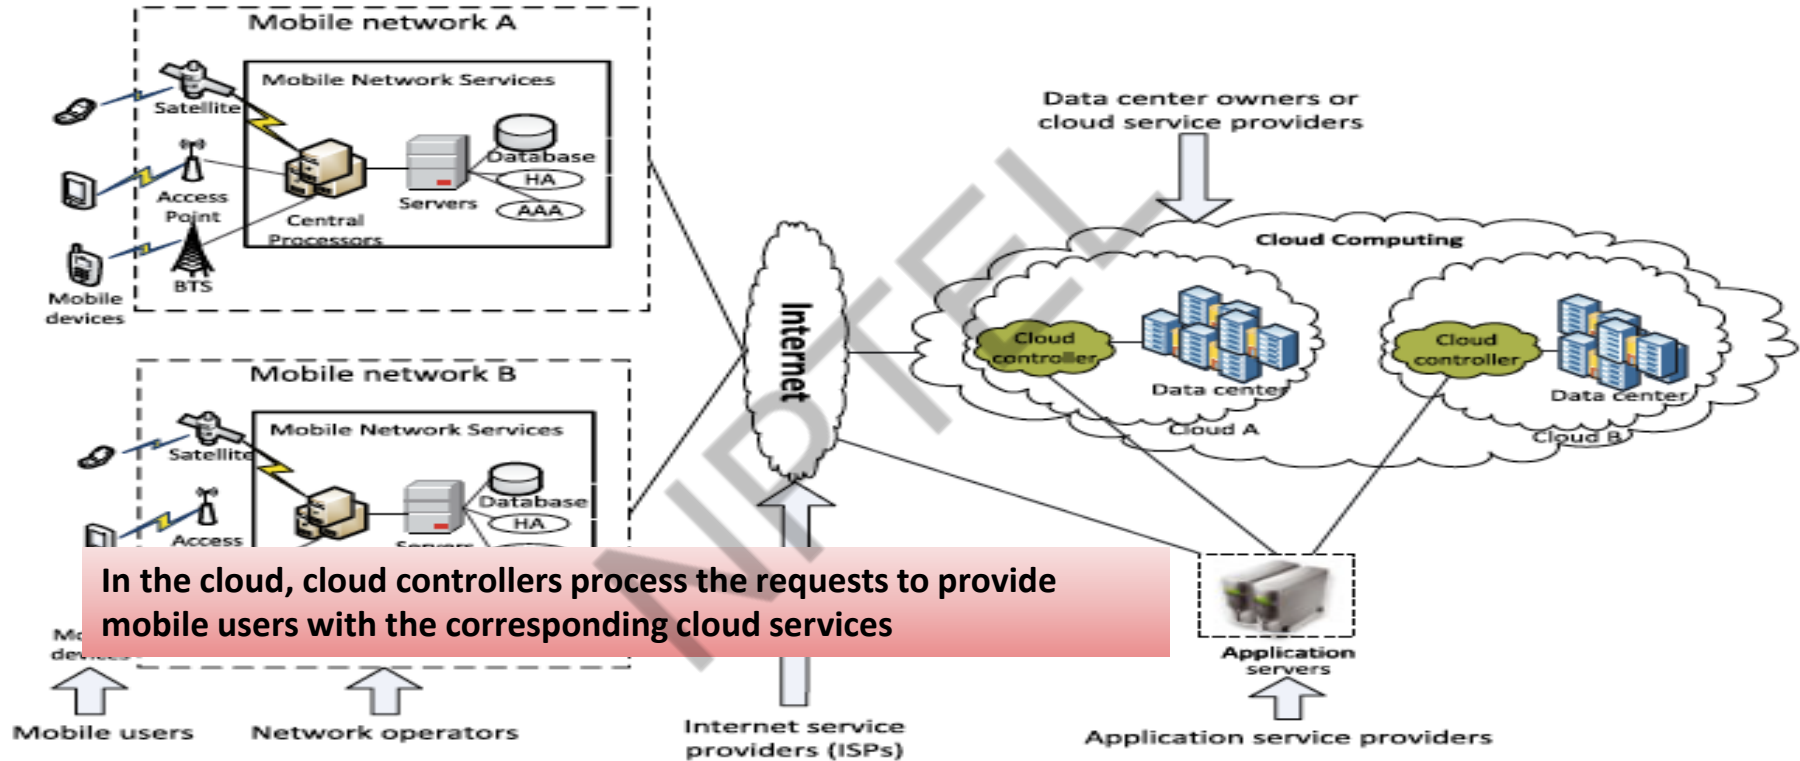 Mobile network A
Mobile Network Services
Satellite
Access
Point
BTS
Mobile
devices
Central
Processors
Servers
Database
HA
AAA
Mobile network B
Mobile Network Services
Satellite
Access
Servers
Database
HA
Internet
Data center owners or
cloud service providers
Cloud Computing
Cloud
controller
Data center
Cloud A
Cloud
controller
Data center
Cloud B
NPTEL
In the cloud, cloud controllers process the requests to provide
mobile users with the corresponding cloud services
Application
servers
Mobile users
Network operators
Internet service
providers (ISPs)
Application service providers